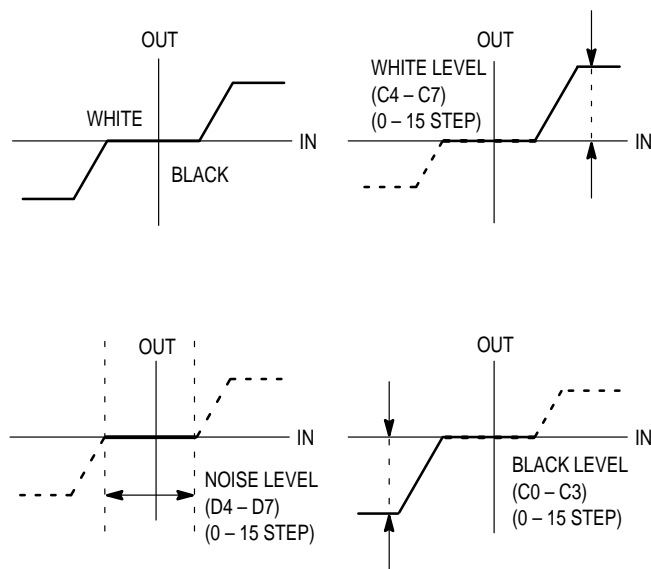 OUT
WHITE
IN
BLACK
OUT
WHITE LEVEL
(C4 – C7)
(0 – 15 STEP)
IN
OUT
IN
NOISE LEVEL
(D4 – D7)
(0 – 15 STEP)
OUT
IN
BLACK LEVEL
(C0 – C3)
(0 – 15 STEP)